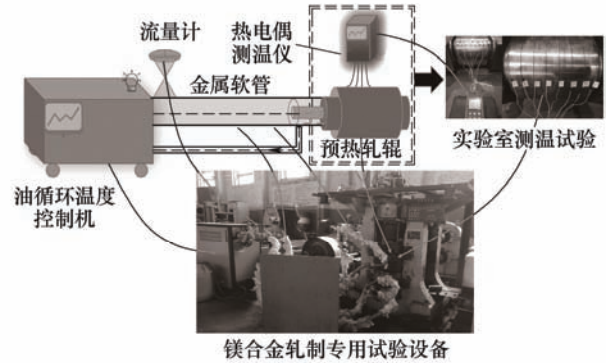 流量计
热电偶
测温仪
金属软管
预热轧辊
实验室测温试验
油循环温度
控制机
镁合金轧制专用试验设备